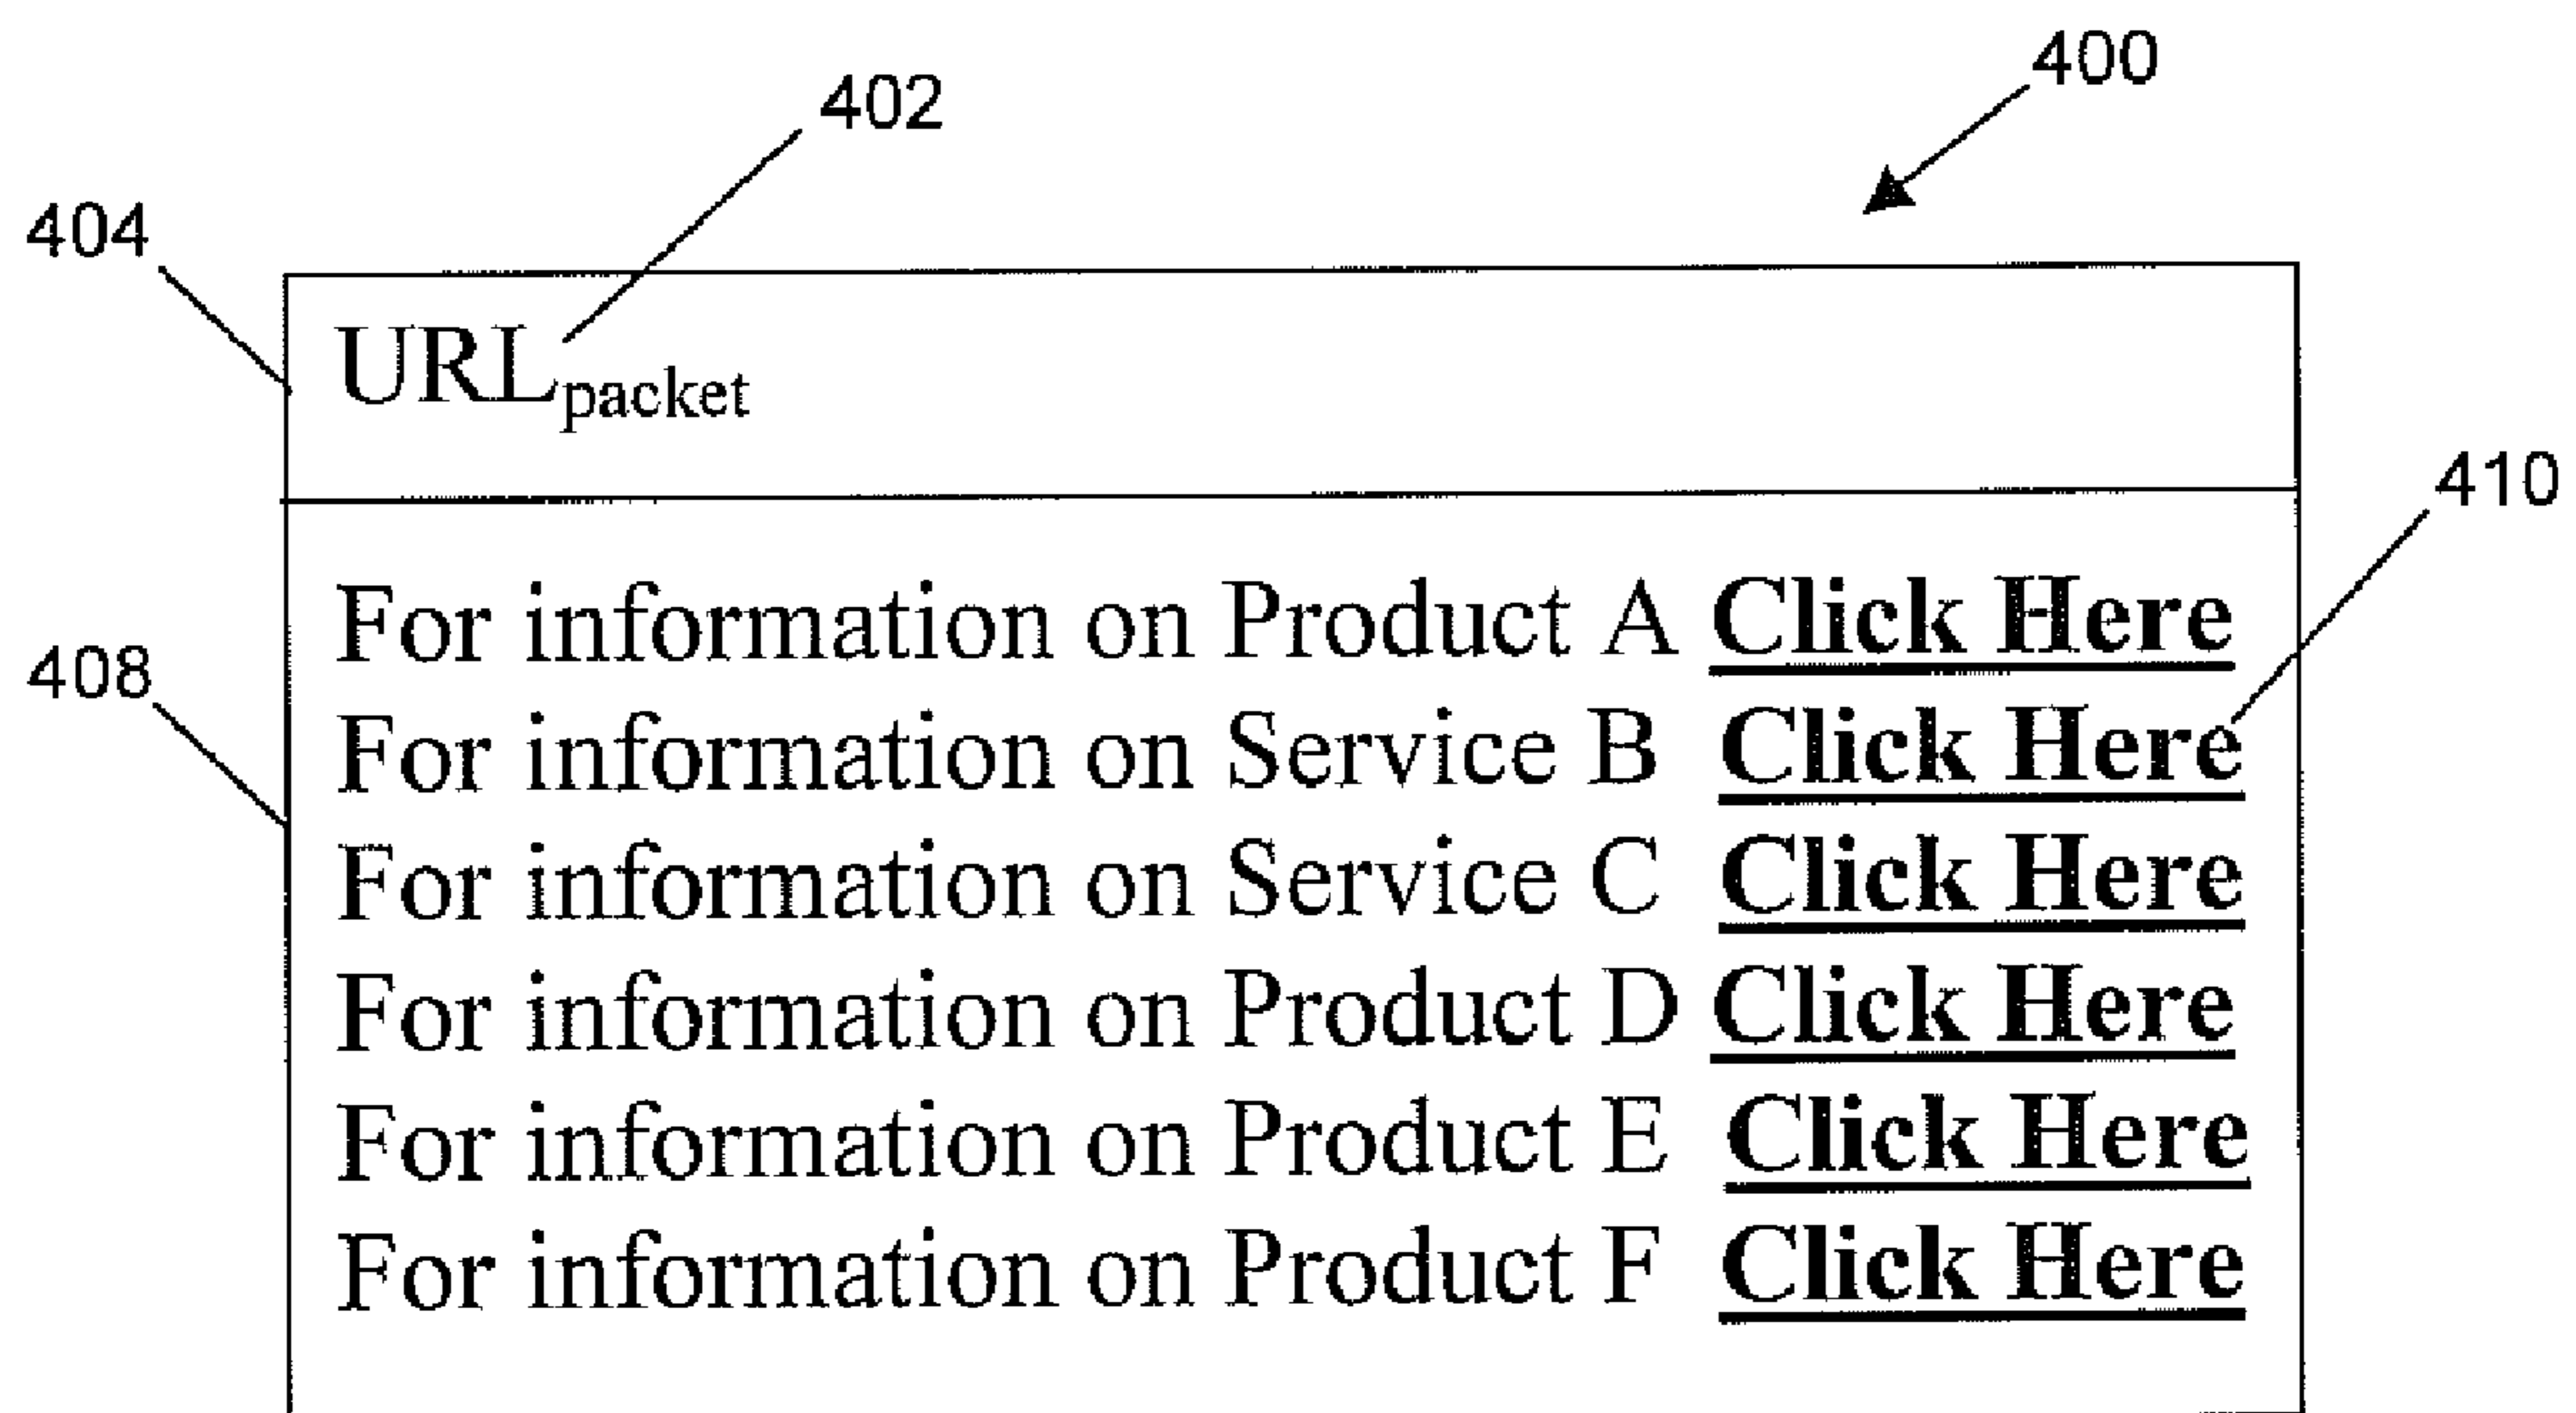 400
402
404
URLpacket
410
For information on Product A Click Here
408
For information on Service B Click Here
For information on Service C Click Here
For information on Product D Click Here
For information on Product E Click Here
For information on Product F Click Here